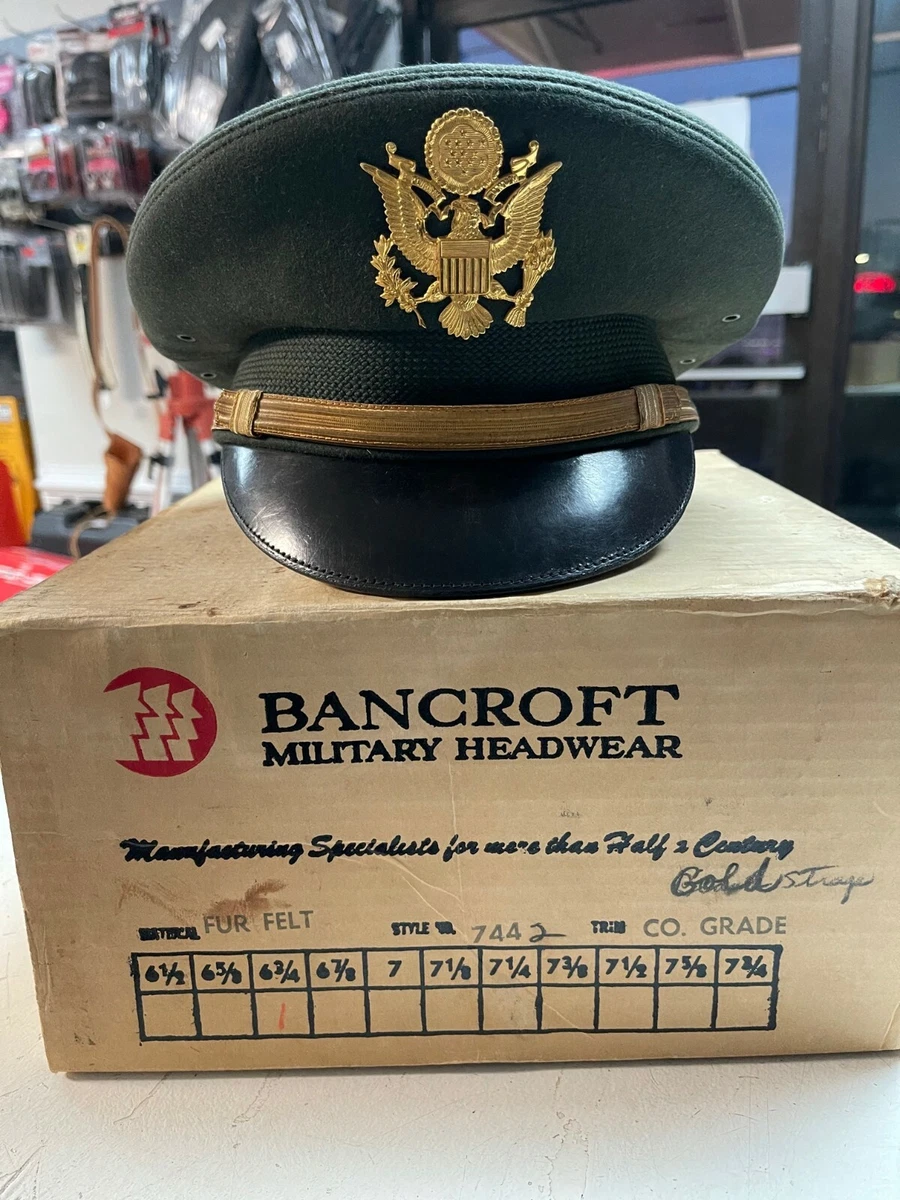 BANCROFT
MILITARY HEADWEAR
Manufacturing Specialists for more than Half a Century
Gold strap
MATERIAL FUR FELT STYLE NO. 7442 TRIM CO. GRADE
6½ 6⅝ 6¾ 6⅞ 7 7⅛ 7¼ 7⅜ 7½ 7⅝ 7¾